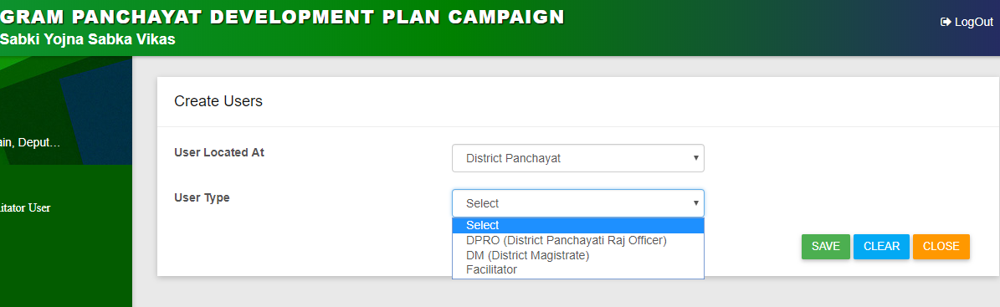 GRAM PANCHAYAT DEVELOPMENT PLAN CAMPAIGN
LogOut
Sabki Yojna Sabka Vikas
Create Users
ain, Deput...
User Located At
District Panchayat
User Type
Select
itator User
Select
DPRO (District Panchayati Raj Officer)
DM (District Magistrate)
Facilitator
SAVE CLEAR CLOSE